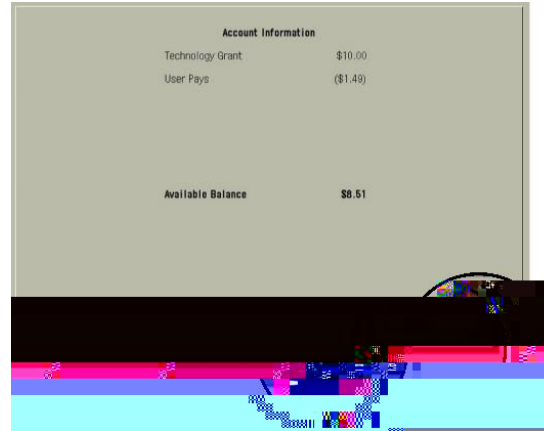 Account Information
Technology Grant $10.00
User Pays ($1.49)
Available Balance $8.51